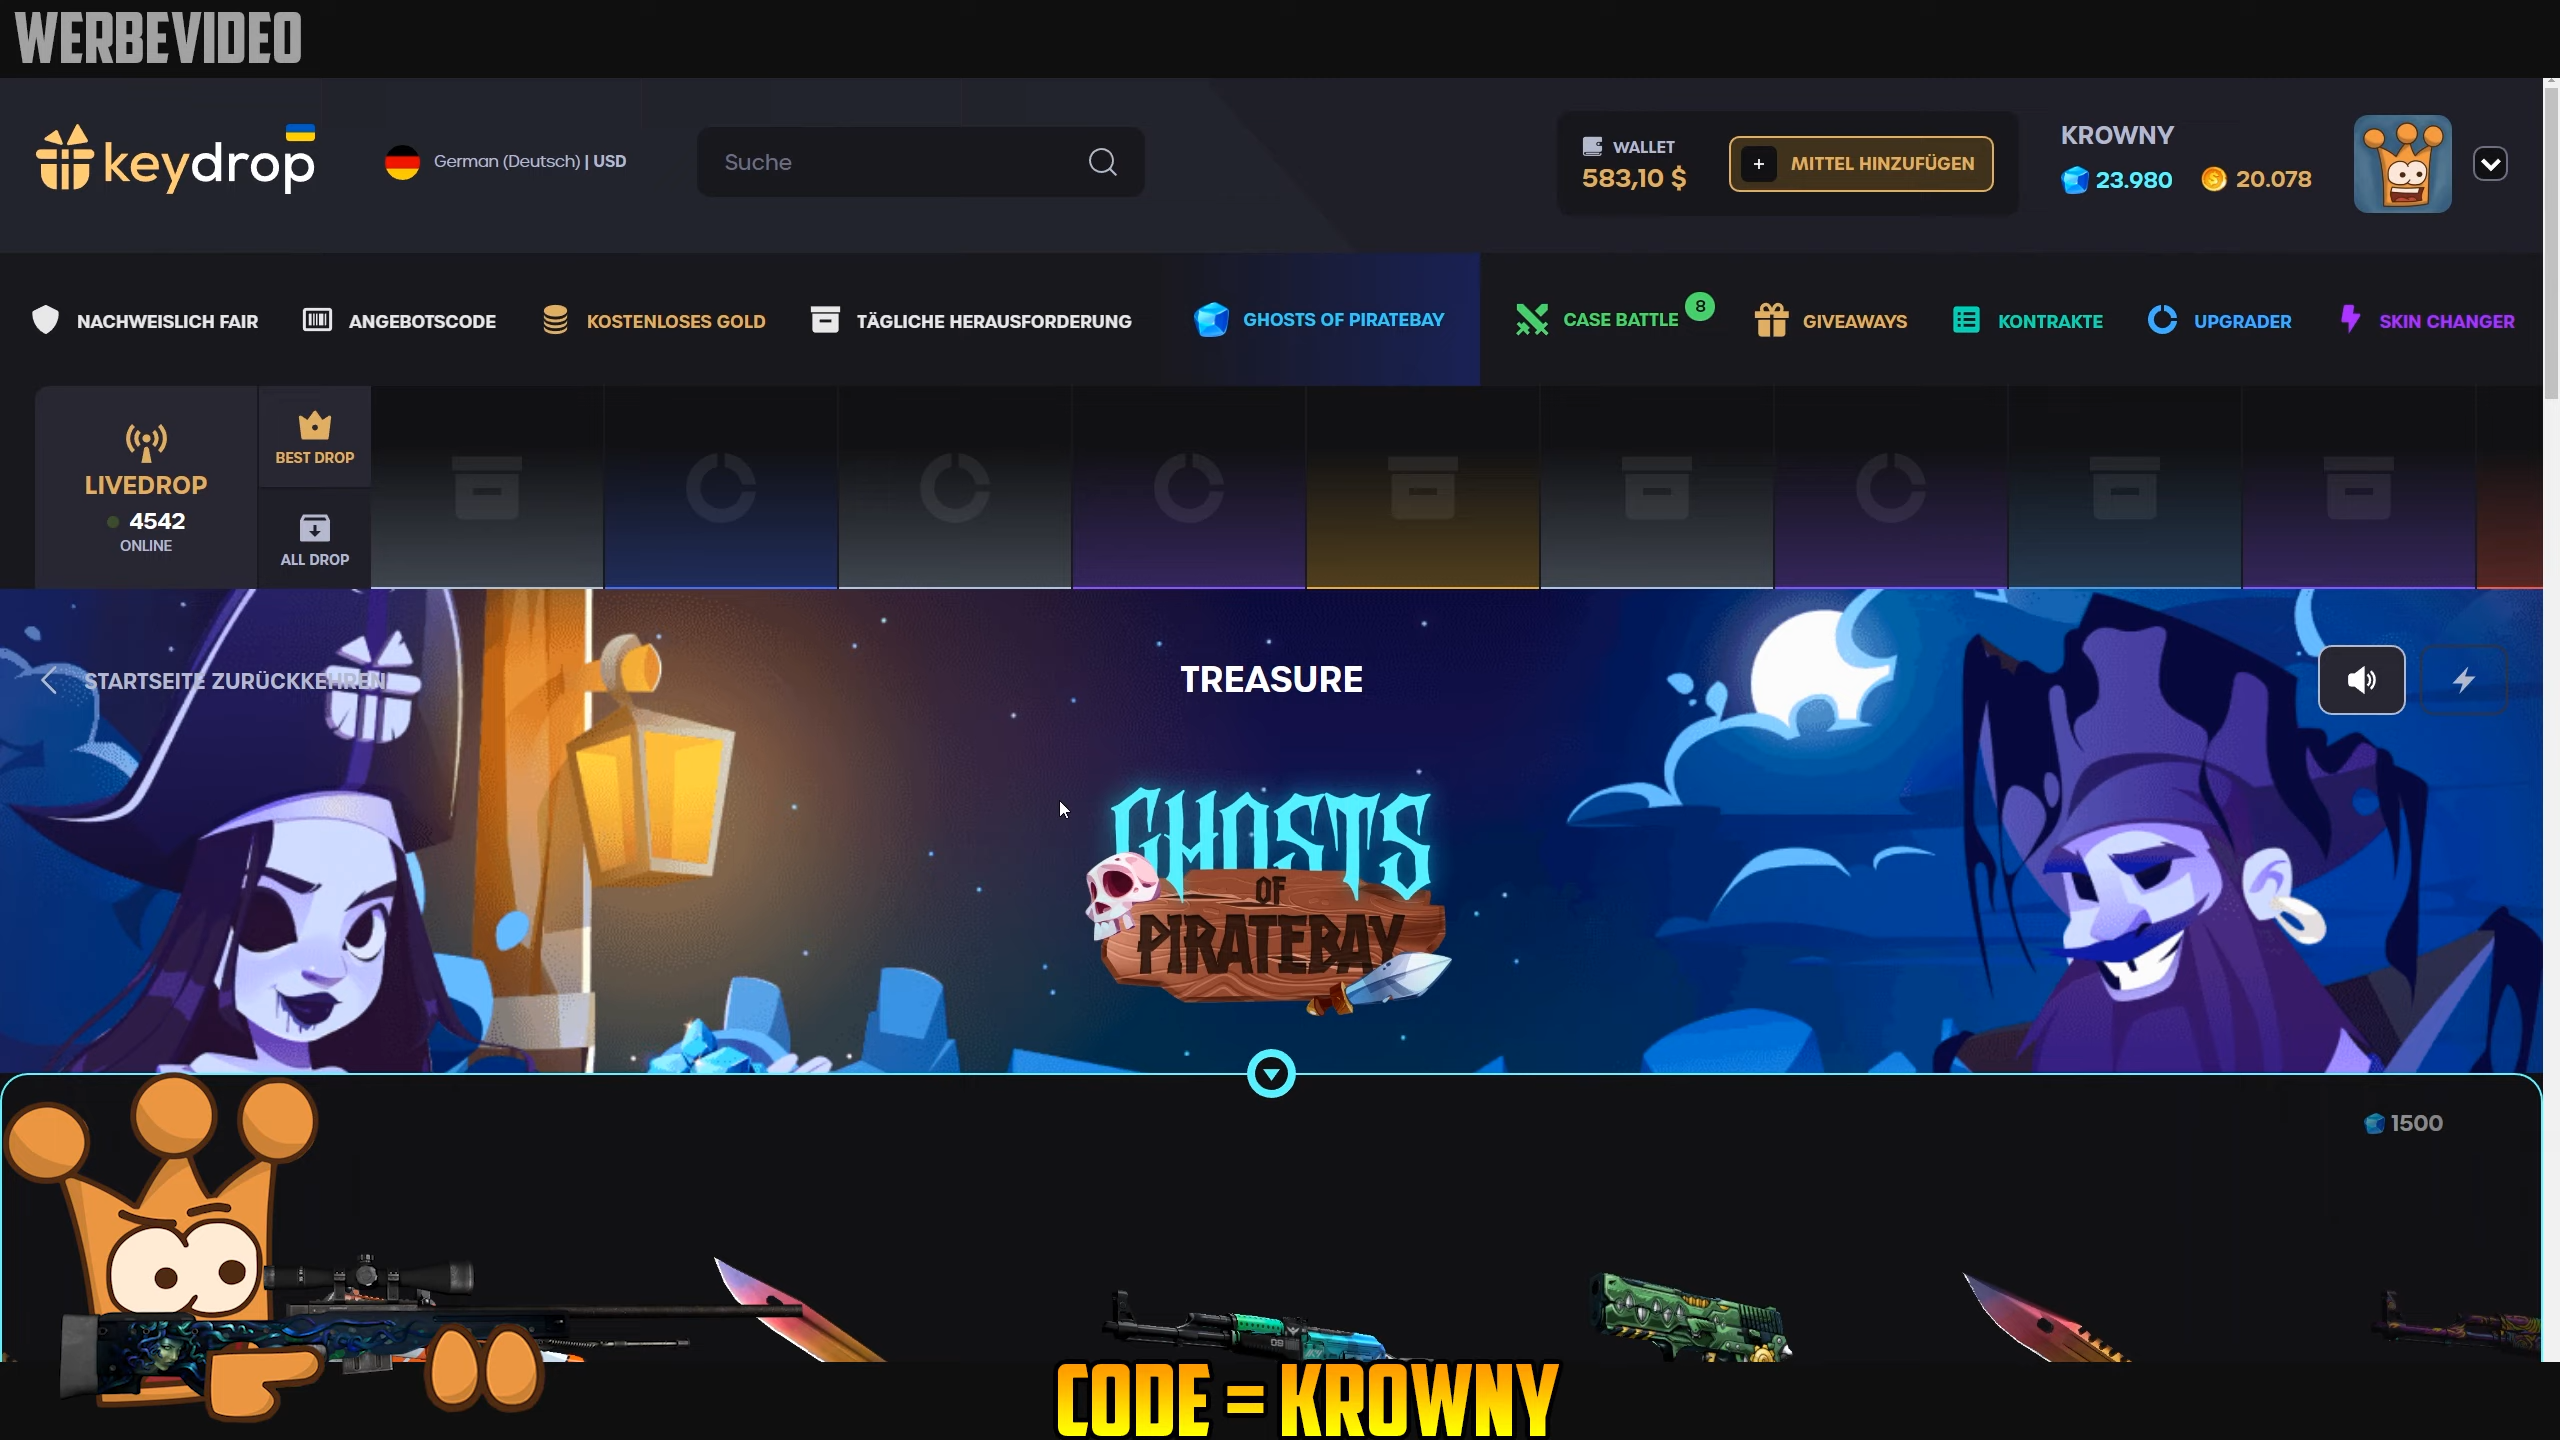 WERBEVIDEO
keydrop
German (Deutsch) | USD
Suche
WALLET
583,10 $
+ MITTEL HINZUFÜGEN
KROWNY
23.980
20.078
NACHWEISLICH FAIR
ANGEBOTSCODE
KOSTENLOSES GOLD
TÄGLICHE HERAUSFORDERUNG
GHOSTS OF PIRATEBAY
CASE BATTLE
8
GIVEAWAYS
KONTRAKTE
UPGRADER
SKIN CHANGER
LIVEDROP
4542
ONLINE
BEST DROP
ALL DROP
STARTSEITE ZURÜCKKEHREN
TREASURE
GHOSTS
OF
PIRATEBAY
1500
CODE = KROWNY